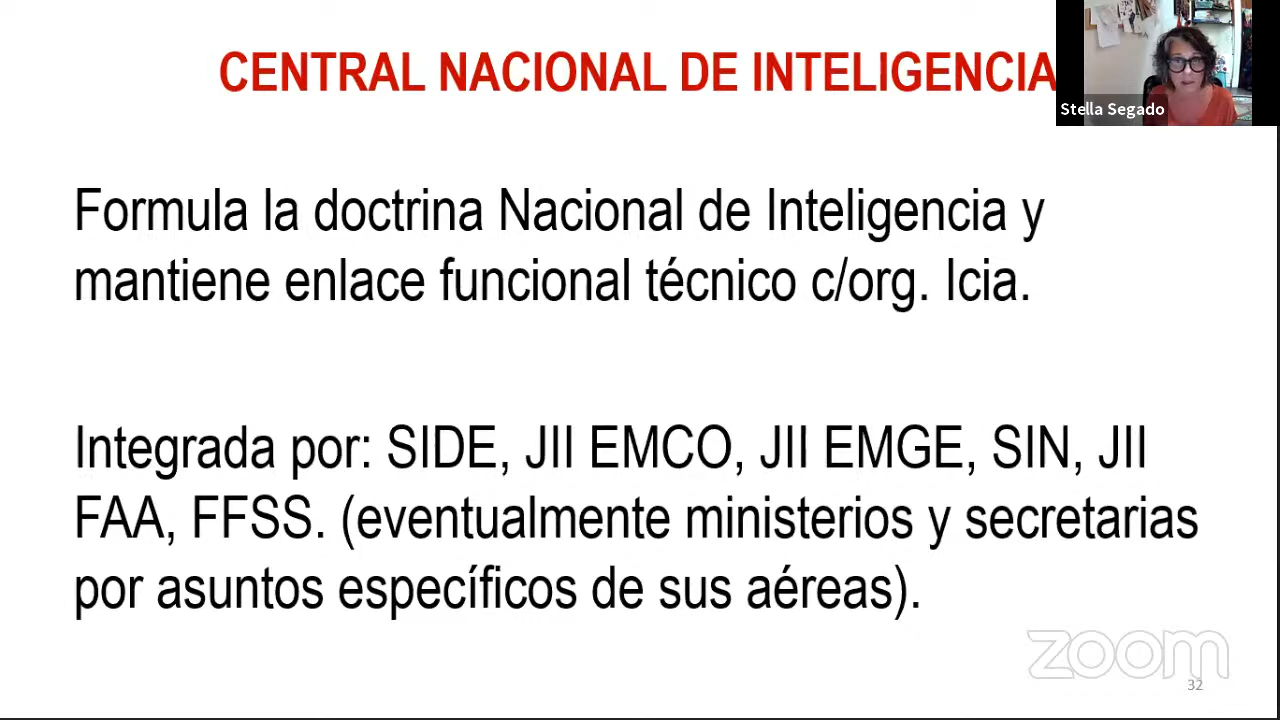 CENTRAL NACIONAL DE INTELIGENCIA
Stella Segado
Formula la doctrina Nacional de Inteligencia y
mantiene enlace funcional técnico c/org. Icia.
Integrada por: SIDE, JII EMCO, JII EMGE, SIN, JII
FAA, FFSS. (eventualmente ministerios y secretarias
por asuntos específicos de sus aéreas).
zoom
32